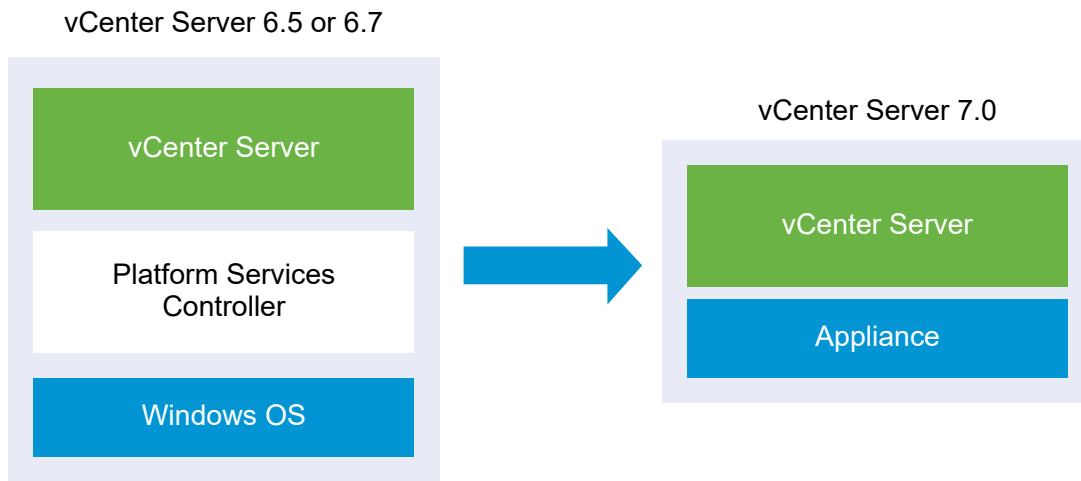 vCenter Server 6.5 or 6.7
vCenter Server
Platform Services
Controller
Windows OS
vCenter Server 7.0
vCenter Server
Appliance